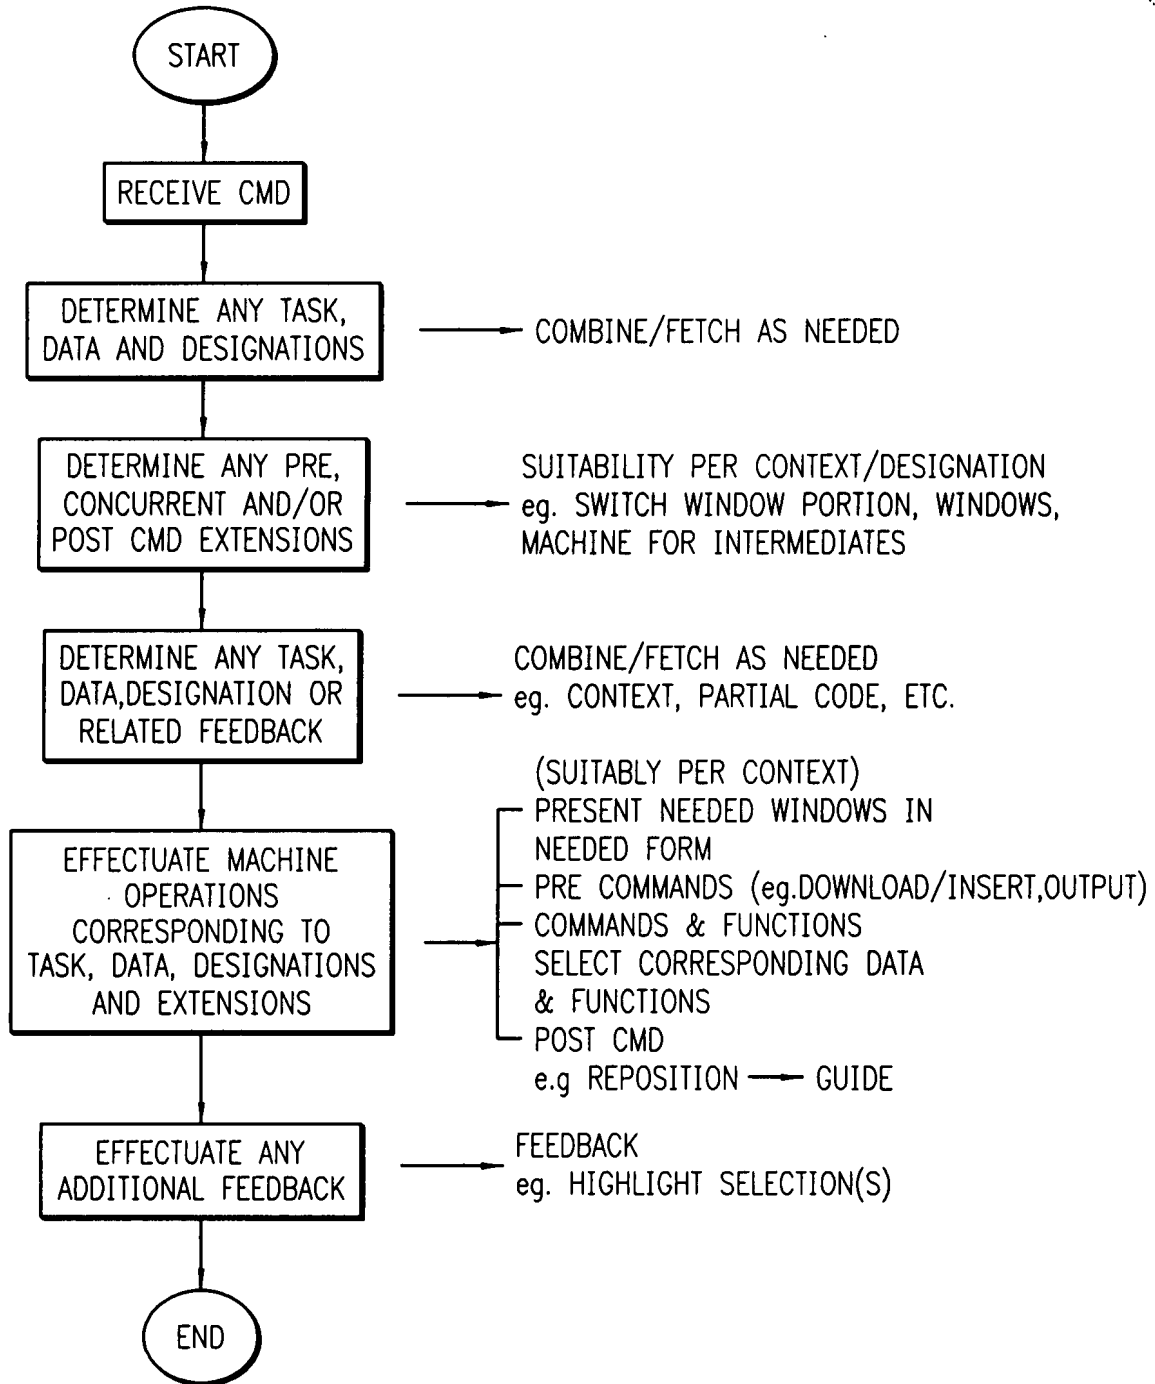 START
RECEIVE CMD
DETERMINE ANY TASK,
DATA AND DESIGNATIONS
COMBINE/FETCH AS NEEDED
DETERMINE ANY PRE,
CONCURRENT AND/OR
POST CMD EXTENSIONS
SUITABILITY PER CONTEXT/DESIGNATION
eg. SWITCH WINDOW PORTION, WINDOWS,
MACHINE FOR INTERMEDIATES
DETERMINE ANY TASK,
DATA,DESIGNATION OR
RELATED FEEDBACK
COMBINE/FETCH AS NEEDED
eg. CONTEXT, PARTIAL CODE, ETC.
EFFECTUATE MACHINE
OPERATIONS
CORRESPONDING TO
TASK, DATA, DESIGNATIONS
AND EXTENSIONS
(SUITABLY PER CONTEXT)
PRESENT NEEDED WINDOWS IN
NEEDED FORM
PRE COMMANDS (eg.DOWNLOAD/INSERT,OUTPUT)
COMMANDS & FUNCTIONS
SELECT CORRESPONDING DATA
& FUNCTIONS
POST CMD
e.g REPOSITION → GUIDE
EFFECTUATE ANY
ADDITIONAL FEEDBACK
FEEDBACK
eg. HIGHLIGHT SELECTION(S)
END